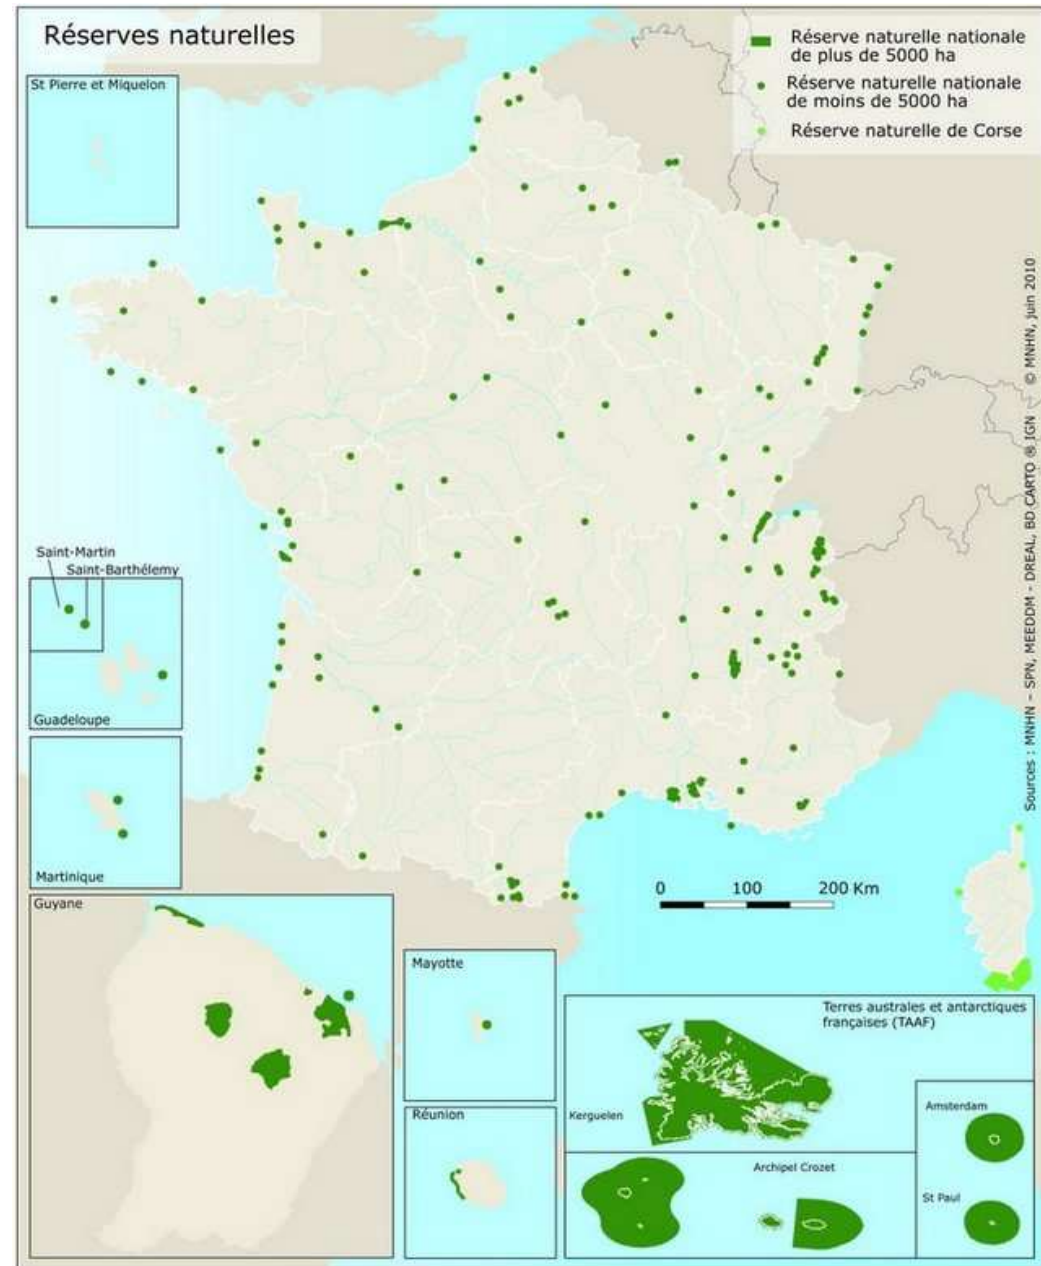 Réserves naturelles
Réserve naturelle nationale
de plus de 5000 ha
Réserve naturelle nationale
de moins de 5000 ha
Réserve naturelle de Corse
St Pierre et Miquelon
Saint-Martin
Saint-Barthélemy
Guadeloupe
Martinique
Guyane
Mayotte
Réunion
0 100 200 Km
Terres australes et antarctiques
françaises (TAAF)
Kerguelen
Archipel Crozet
Amsterdam
St Paul
Sources : MNHN - SPN, MEEDDM - DREAL, BD CARTO ® IGN © MNHN, juin 2010